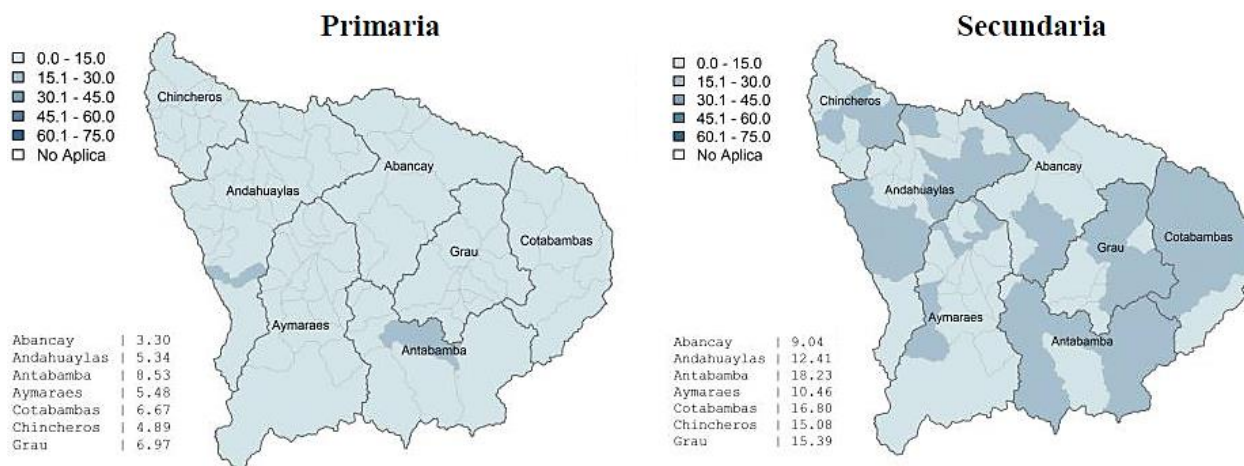 Primaria
0.0 - 15.0
15.1 - 30.0
30.1 - 45.0
45.1 - 60.0
60.1 - 75.0
No Aplica
Chincheros
Abancay
Andahuaylas
Cotabambas
Grau
Aymaraes
Antabamba
Abancay | 3.30
Andahuaylas | 5.34
Antabamba | 8.53
Aymaraes | 5.48
Cotabambas | 6.67
Chincheros | 4.89
Grau | 6.97
Secundaria
0.0 - 15.0
15.1 - 30.0
30.1 - 45.0
45.1 - 60.0
60.1 - 75.0
No Aplica
Chincheros
Abancay
Andahuaylas
Cotabambas
Grau
Aymaraes
Antabamba
Abancay | 9.04
Andahuaylas | 12.41
Antabamba | 18.23
Aymaraes | 10.46
Cotabambas | 16.80
Chincheros | 15.08
Grau | 15.39